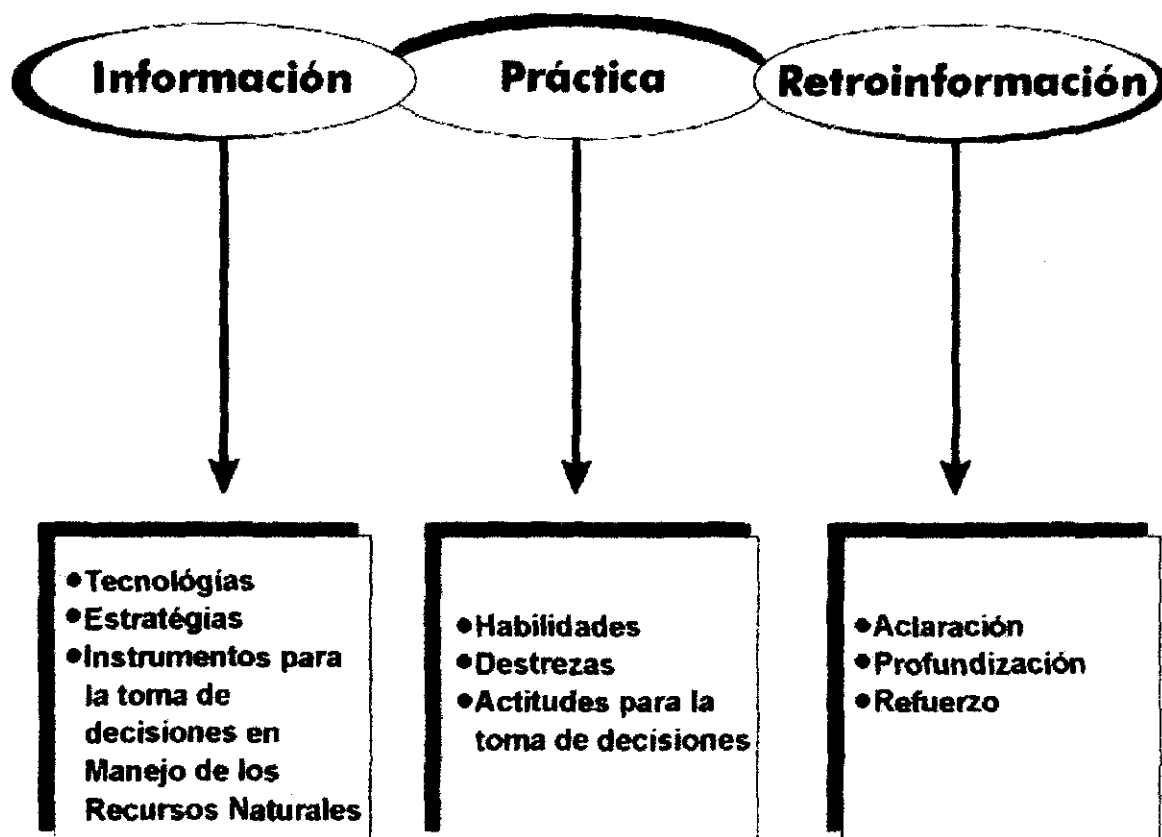 Información
Práctica
Retroinformación
•Tecnológías
•Estratégias
•Instrumentos para
la toma de
decisiones en
Manejo de los
Recursos Naturales
•Habilidades
•Destrezas
•Actitudes para la
toma de decisiones
•Aclaración
•Profundización
•Refuerzo